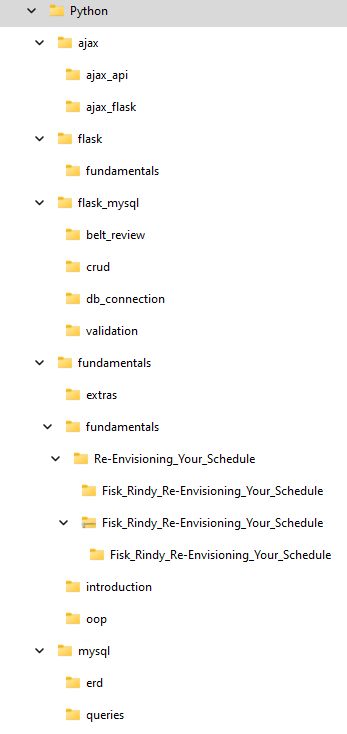 Python
ajax
ajax_api
ajax_flask
flask
fundamentals
flask_mysql
belt_review
crud
db_connection
validation
fundamentals
extras
fundamentals
Re-Envisioning_Your_Schedule
Fisk_Rindy_Re-Envisioning_Your_Schedule
Fisk_Rindy_Re-Envisioning_Your_Schedule
Fisk_Rindy_Re-Envisioning_Your_Schedule
introduction
oop
mysql
erd
queries